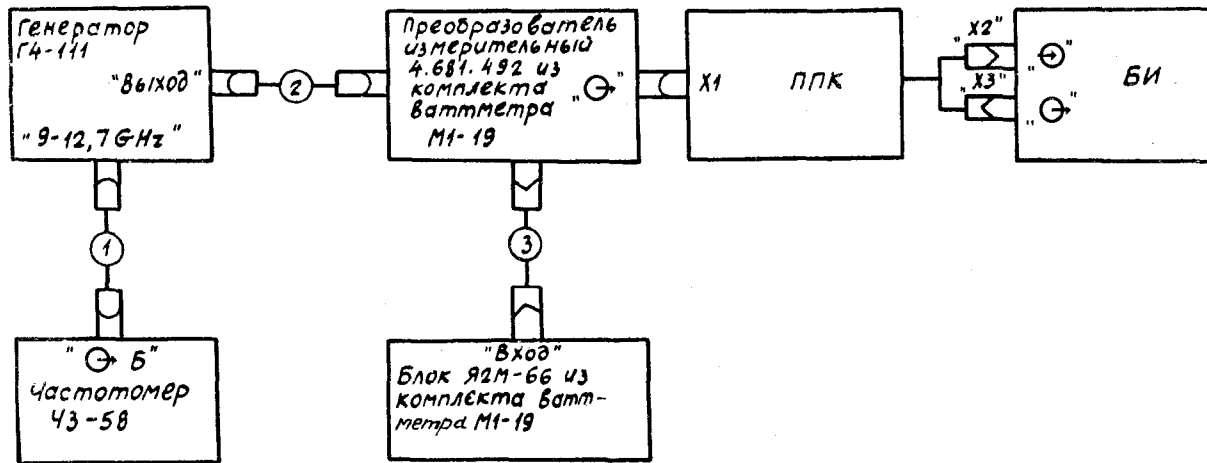 Генератор
Г4-111
"Выход"
"9-12,7 GHz"
2
Преобразователь
измерительный
4.681.492 из
комплекта
ваттметра
М1-19
" "
X1
ППК
"X2"
"X3"
" "
" "
БИ
1
3
" Б"
Частотомер
Ч3-58
"Вход"
Блок Я2М-66 из
комплекта ватт-
метра М1-19